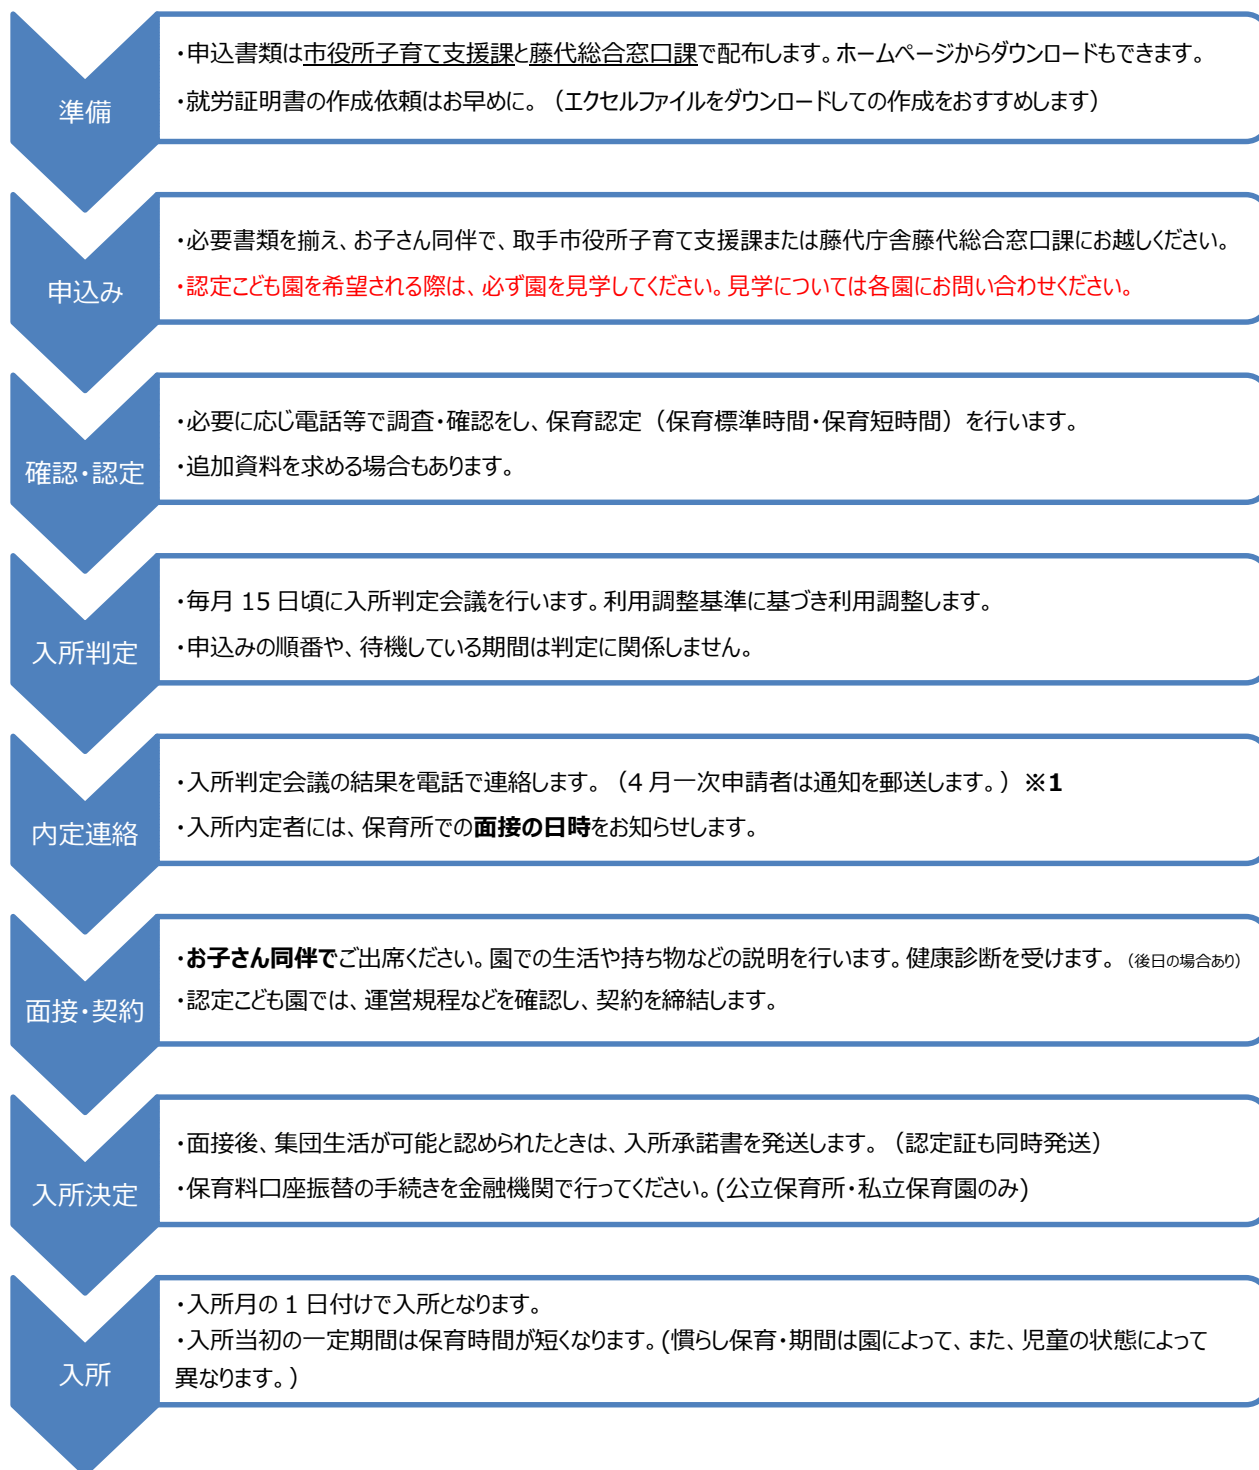 準備
・申込書類は市役所子育て支援課と藤代総合窓口課で配布します。ホームページからダウンロードもできます。
・就労証明書の作成依頼はお早めに。（エクセルファイルをダウンロードしての作成をおすすめします）
申込み
・必要書類を揃え、お子さん同伴で、取手市役所子育て支援課または藤代庁舎藤代総合窓口課にお越しください。
・認定こども園を希望される際は、必ず園を見学してください。見学については各園にお問い合わせください。
確認・認定
・必要に応じ電話等で調査・確認をし、保育認定（保育標準時間・保育短時間）を行います。
・追加資料を求める場合もあります。
入所判定
・毎月 15 日頃に入所判定会議を行います。利用調整基準に基づき利用調整します。
・申込みの順番や、待機している期間は判定に関係しません。
内定連絡
・入所判定会議の結果を電話で連絡します。（4 月一次申請者は通知を郵送します。）※1
・入所内定者には、保育所での面接の日時をお知らせします。
面接・契約
・お子さん同伴でご出席ください。園での生活や持ち物などの説明を行います。健康診断を受けます。（後日の場合あり）
・認定こども園では、運営規程などを確認し、契約を締結します。
入所決定
・面接後、集団生活が可能と認められたときは、入所承諾書を発送します。（認定証も同時発送）
・保育料口座振替の手続きを金融機関で行ってください。(公立保育所・私立保育園のみ)
入所
・入所月の 1 日付けで入所となります。
・入所当初の一定期間は保育時間が短くなります。(慣らし保育・期間は園によって、また、児童の状態によって
異なります。)